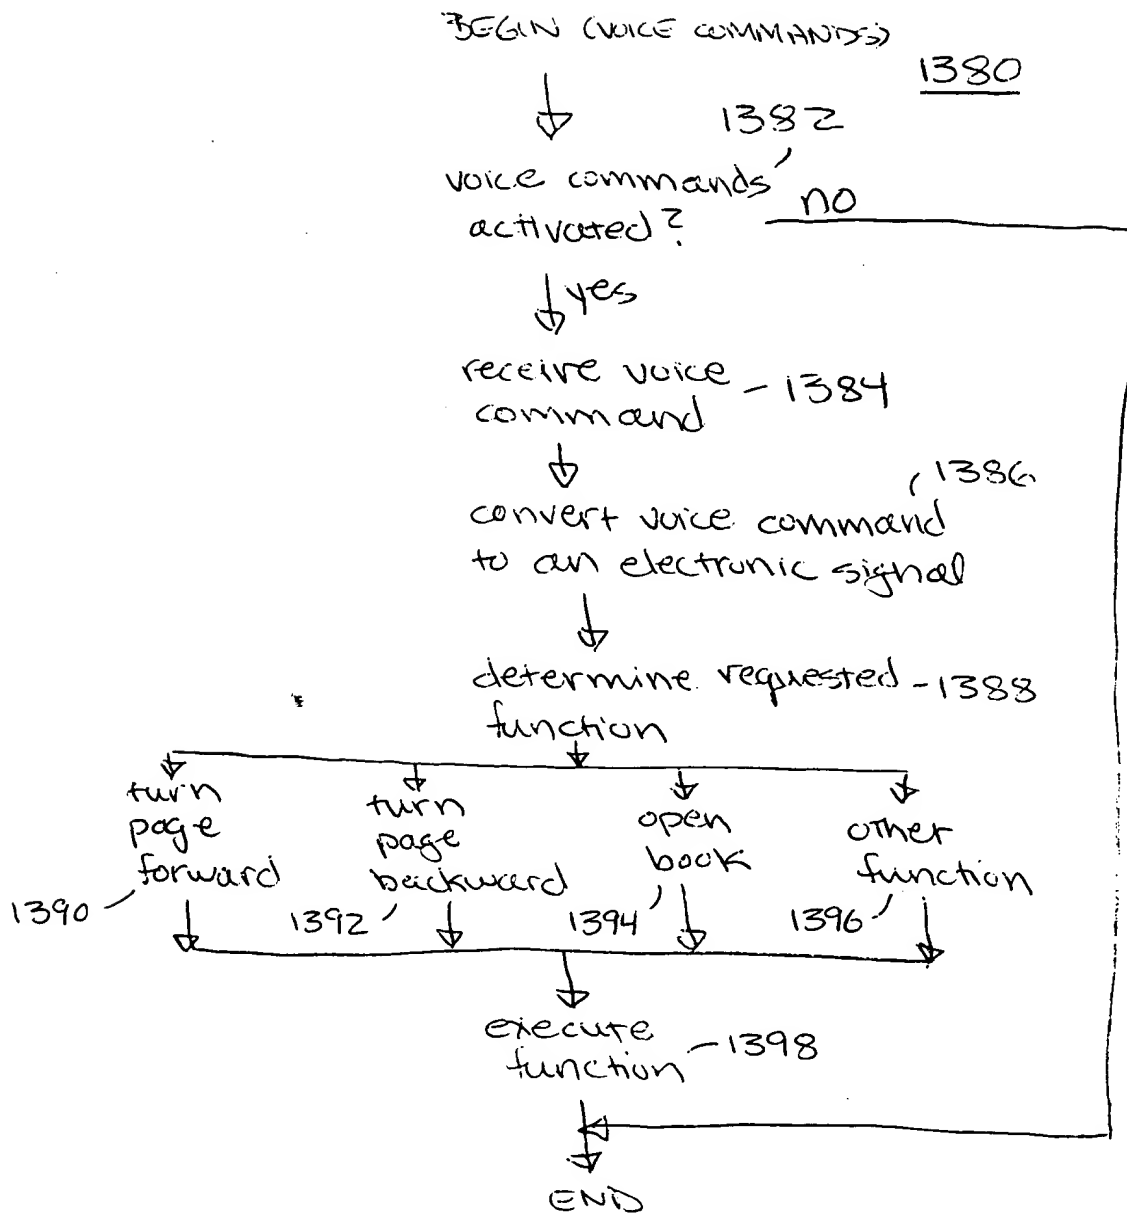 BEGIN (VOICE COMMANDS)
1380
1382
voice commands
activated?
no
yes
receive voice
command
1384
1386
convert voice command
to an electronic signal
determine requested
function
1388
turn
page
forward
1390
turn
page
backward
1392
open
book
1394
other
function
1396
execute
function
1398
END